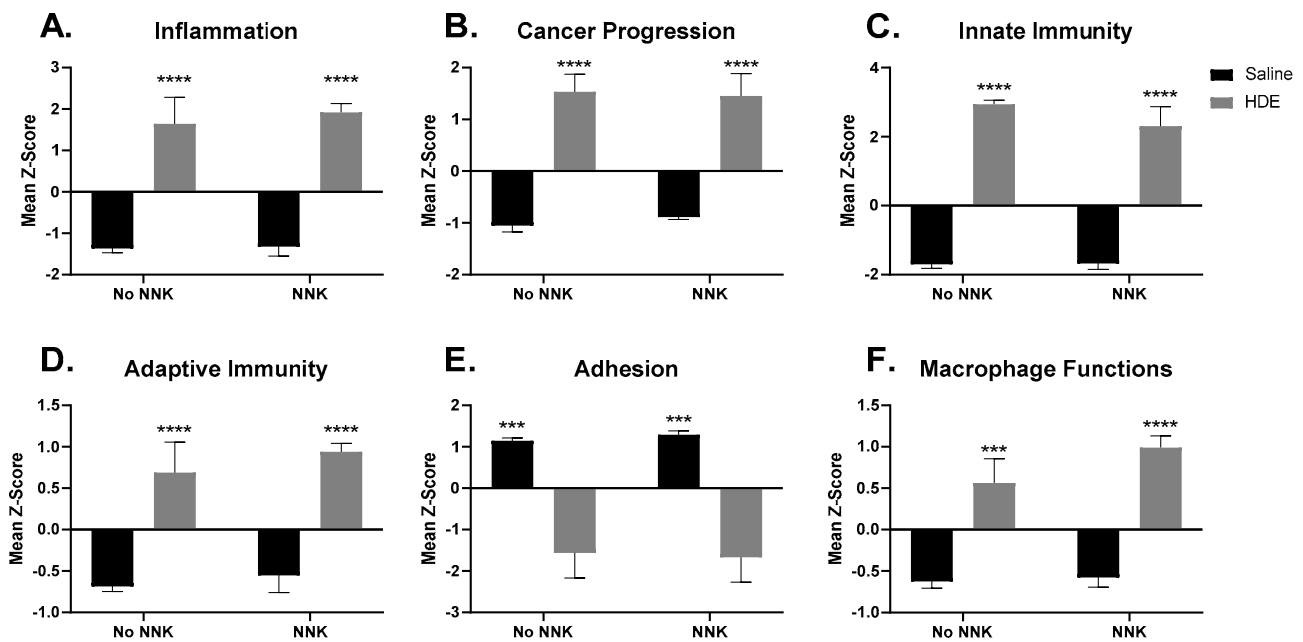 A. Inflammation
Mean Z-Score
3
2
1
0
-1
-2
**** ****
No NNK NNK
B. Cancer Progression
Mean Z-Score
2
1
0
-1
-2
**** ****
No NNK NNK
C. Innate Immunity
Mean Z-Score
4
2
0
-2
**** ****
No NNK NNK
Saline
HDE
D. Adaptive Immunity
Mean Z-Score
1.5
1.0
0.5
0.0
-0.5
-1.0
**** ****
No NNK NNK
E. Adhesion
Mean Z-Score
2
1
0
-1
-2
-3
*** ***
No NNK NNK
F. Macrophage Functions
Mean Z-Score
1.5
1.0
0.5
0.0
-0.5
-1.0
*** ****
No NNK NNK